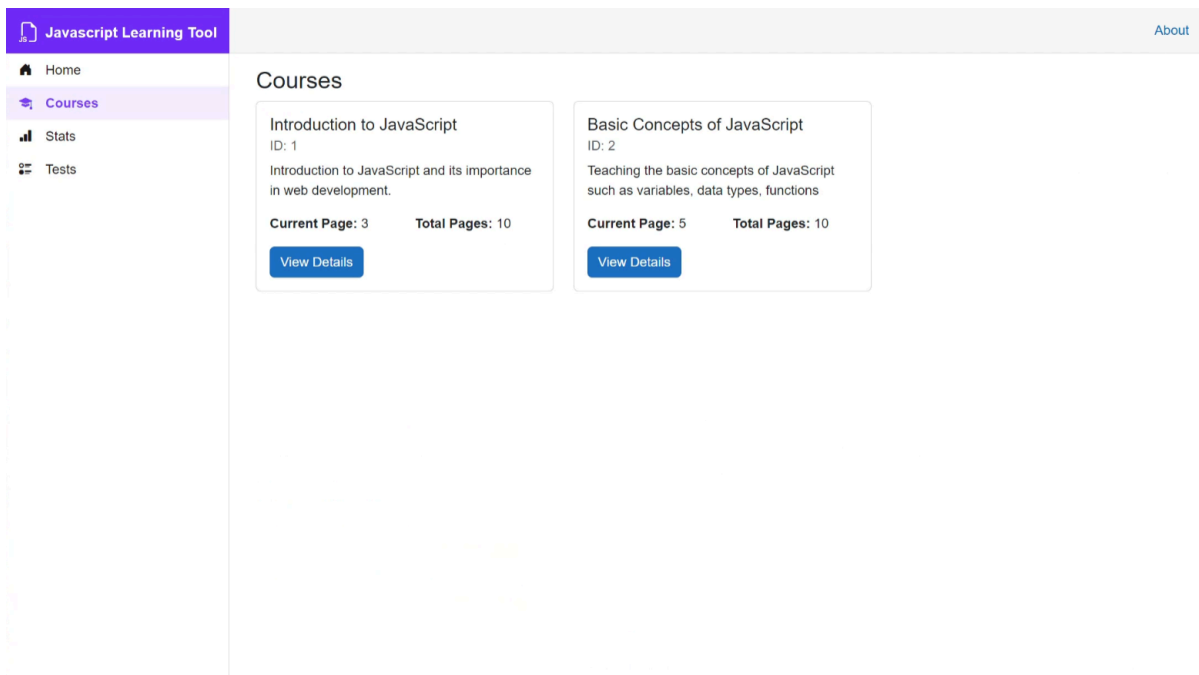 JS
Javascript Learning Tool
About
Home
Courses
Stats
Tests
Courses
Introduction to JavaScript
ID: 1
Introduction to JavaScript and its importance
in web development.
Current Page: 3 Total Pages: 10
View Details
Basic Concepts of JavaScript
ID: 2
Teaching the basic concepts of JavaScript
such as variables, data types, functions
Current Page: 5 Total Pages: 10
View Details